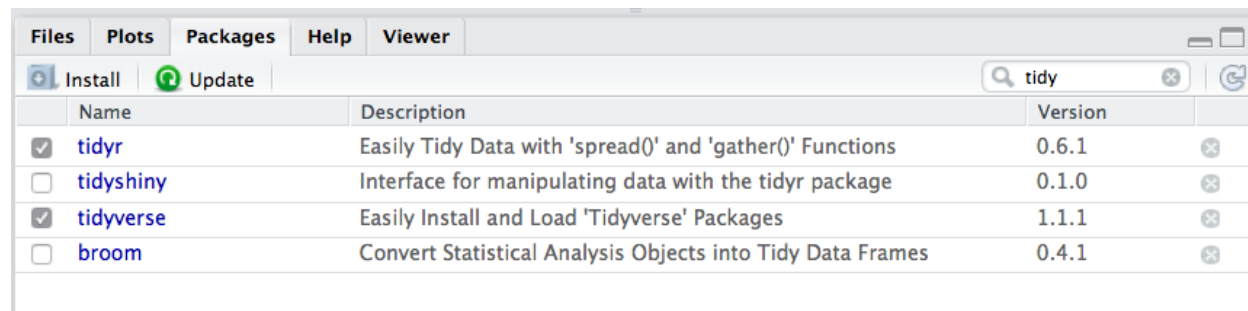 Files Plots Packages Help Viewer
Install Update tidy
Name Description Version
tidyr Easily Tidy Data with 'spread()' and 'gather()' Functions 0.6.1
tidyshiny Interface for manipulating data with the tidyr package 0.1.0
tidyverse Easily Install and Load 'Tidyverse' Packages 1.1.1
broom Convert Statistical Analysis Objects into Tidy Data Frames 0.4.1